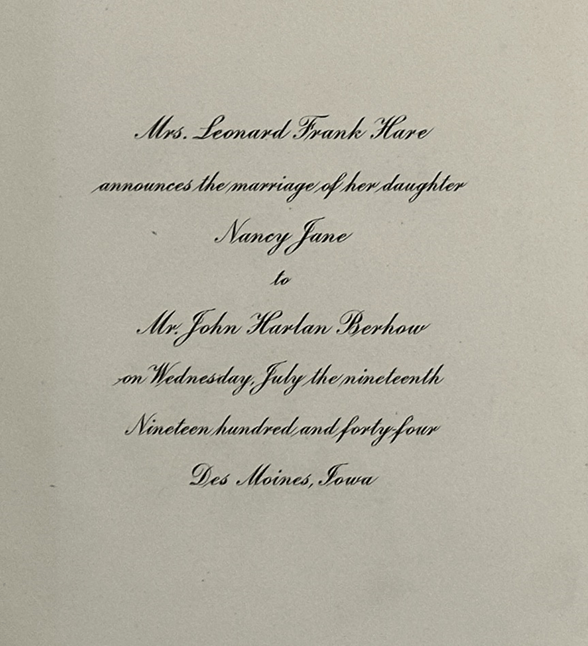 Mrs. Leonard Frank Hare
announces the marriage of her daughter
Nancy Jane
to
Mr. John Harlan Berhow
on Wednesday, July the nineteenth
Nineteen hundred and forty-four
Des Moines, Iowa